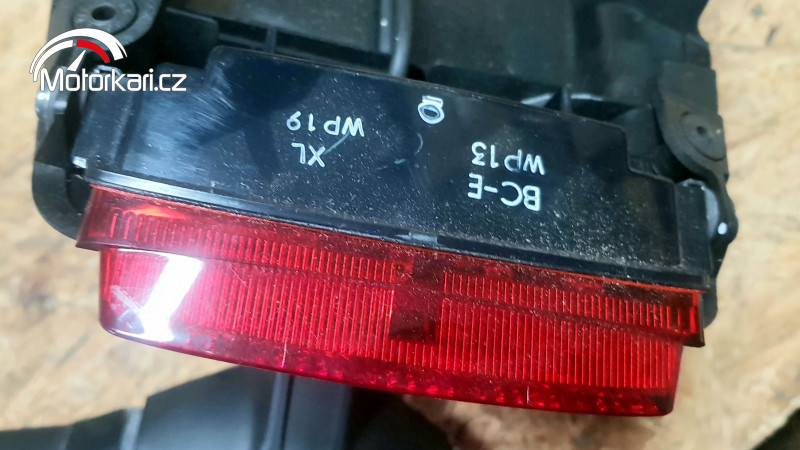 Motorkari.cz
BC-E
WP13
XL
WP19